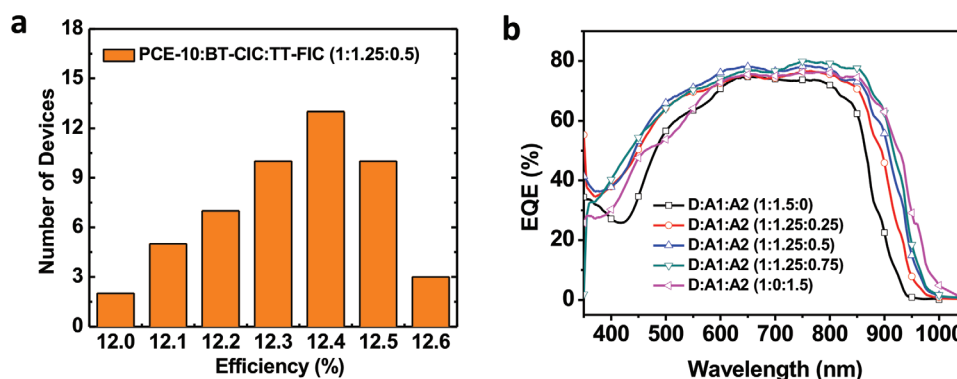 a
PCE-10:BT-CIC:TT-FIC (1:1.25:0.5)
Number of Devices
18
15
12
9
6
3
0
12.0 12.1 12.2 12.3 12.4 12.5 12.6
Efficiency (%)
b
EQE (%)
80
60
40
20
0
D:A1:A2 (1:1.5:0)
D:A1:A2 (1:1.25:0.25)
D:A1:A2 (1:1.25:0.5)
D:A1:A2 (1:1.25:0.75)
D:A1:A2 (1:0:1.5)
400 500 600 700 800 900 1000
Wavelength (nm)